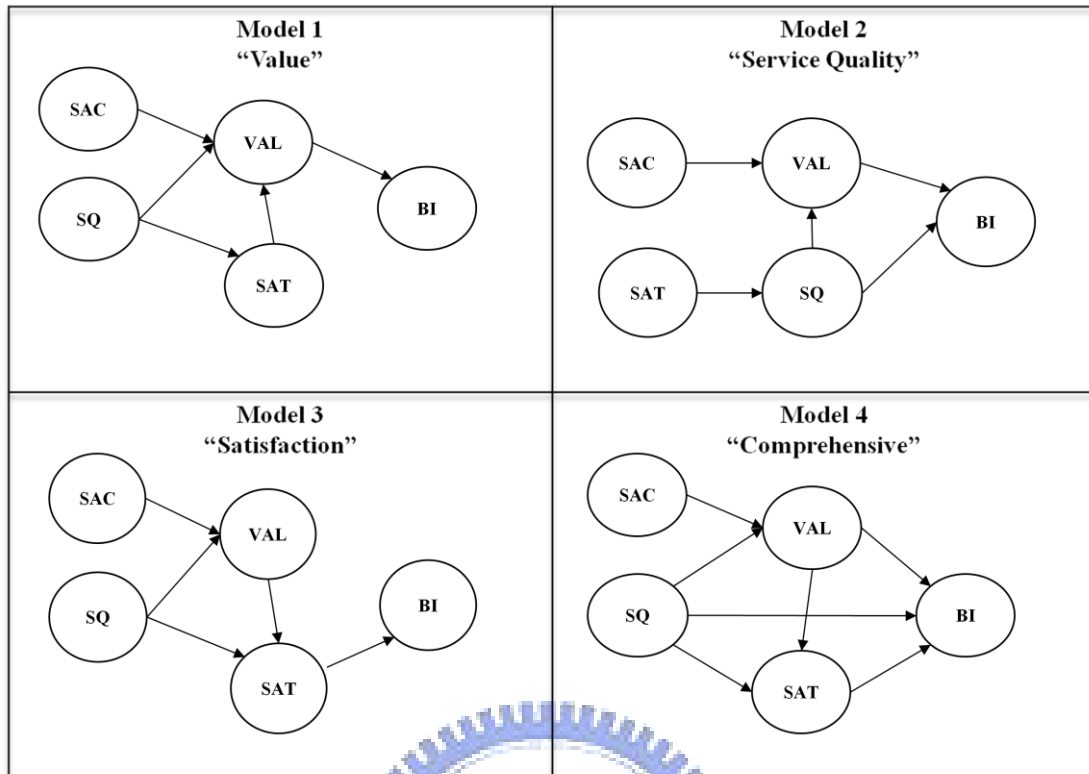 Model 1
“Value”
SAC
VAL
SQ
BI
SAT
Model 2
“Service Quality”
SAC
VAL
BI
SAT
SQ
Model 3
“Satisfaction”
SAC
VAL
BI
SQ
SAT
Model 4
“Comprehensive”
SAC
VAL
SQ
BI
SAT